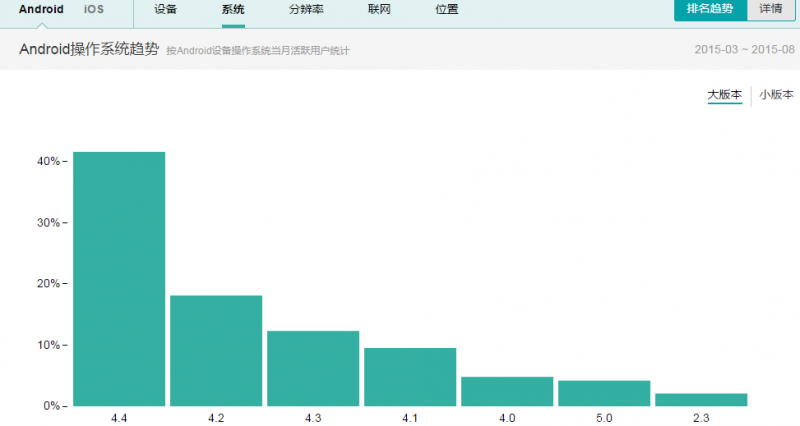 Android iOS 设备 系统 分辨率 联网 位置 排名趋势 详情
Android操作系统趋势 按Android设备操作系统当月活跃用户统计 2015-03 ~ 2015-08
大版本 小版本
40%
30%
20%
10%
0%
4.4 4.2 4.3 4.1 4.0 5.0 2.3